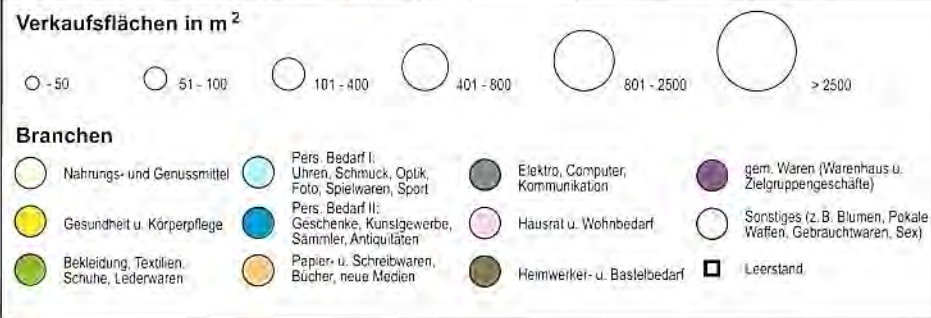 Verkaufsflächen in m²
- 50
51 - 100
101 - 400
401 - 800
801 - 2500
> 2500
Branchen
Nahrungs- und Genussmittel
Gesundheit u. Körperpflege
Bekleidung, Textilien,
Schuhe, Lederwaren
Pers. Bedarf I:
Uhren, Schmuck, Optik,
Foto, Spielwaren, Sport
Pers. Bedarf II:
Geschenke, Kunstgewerbe,
Sammler, Antiquitäten
Papier- u. Schreibwaren,
Bücher, neue Medien
Elektro, Computer,
Kommunikation
Hausrat u. Wohnbedarf
Heimwerker- u. Bastelbedarf
gem. Waren (Warenhaus u.
Zielgruppengeschäfte)
Sonstiges (z. B. Blumen, Pokale
Waffen, Gebrauchtwaren, Sex)
Leerstand